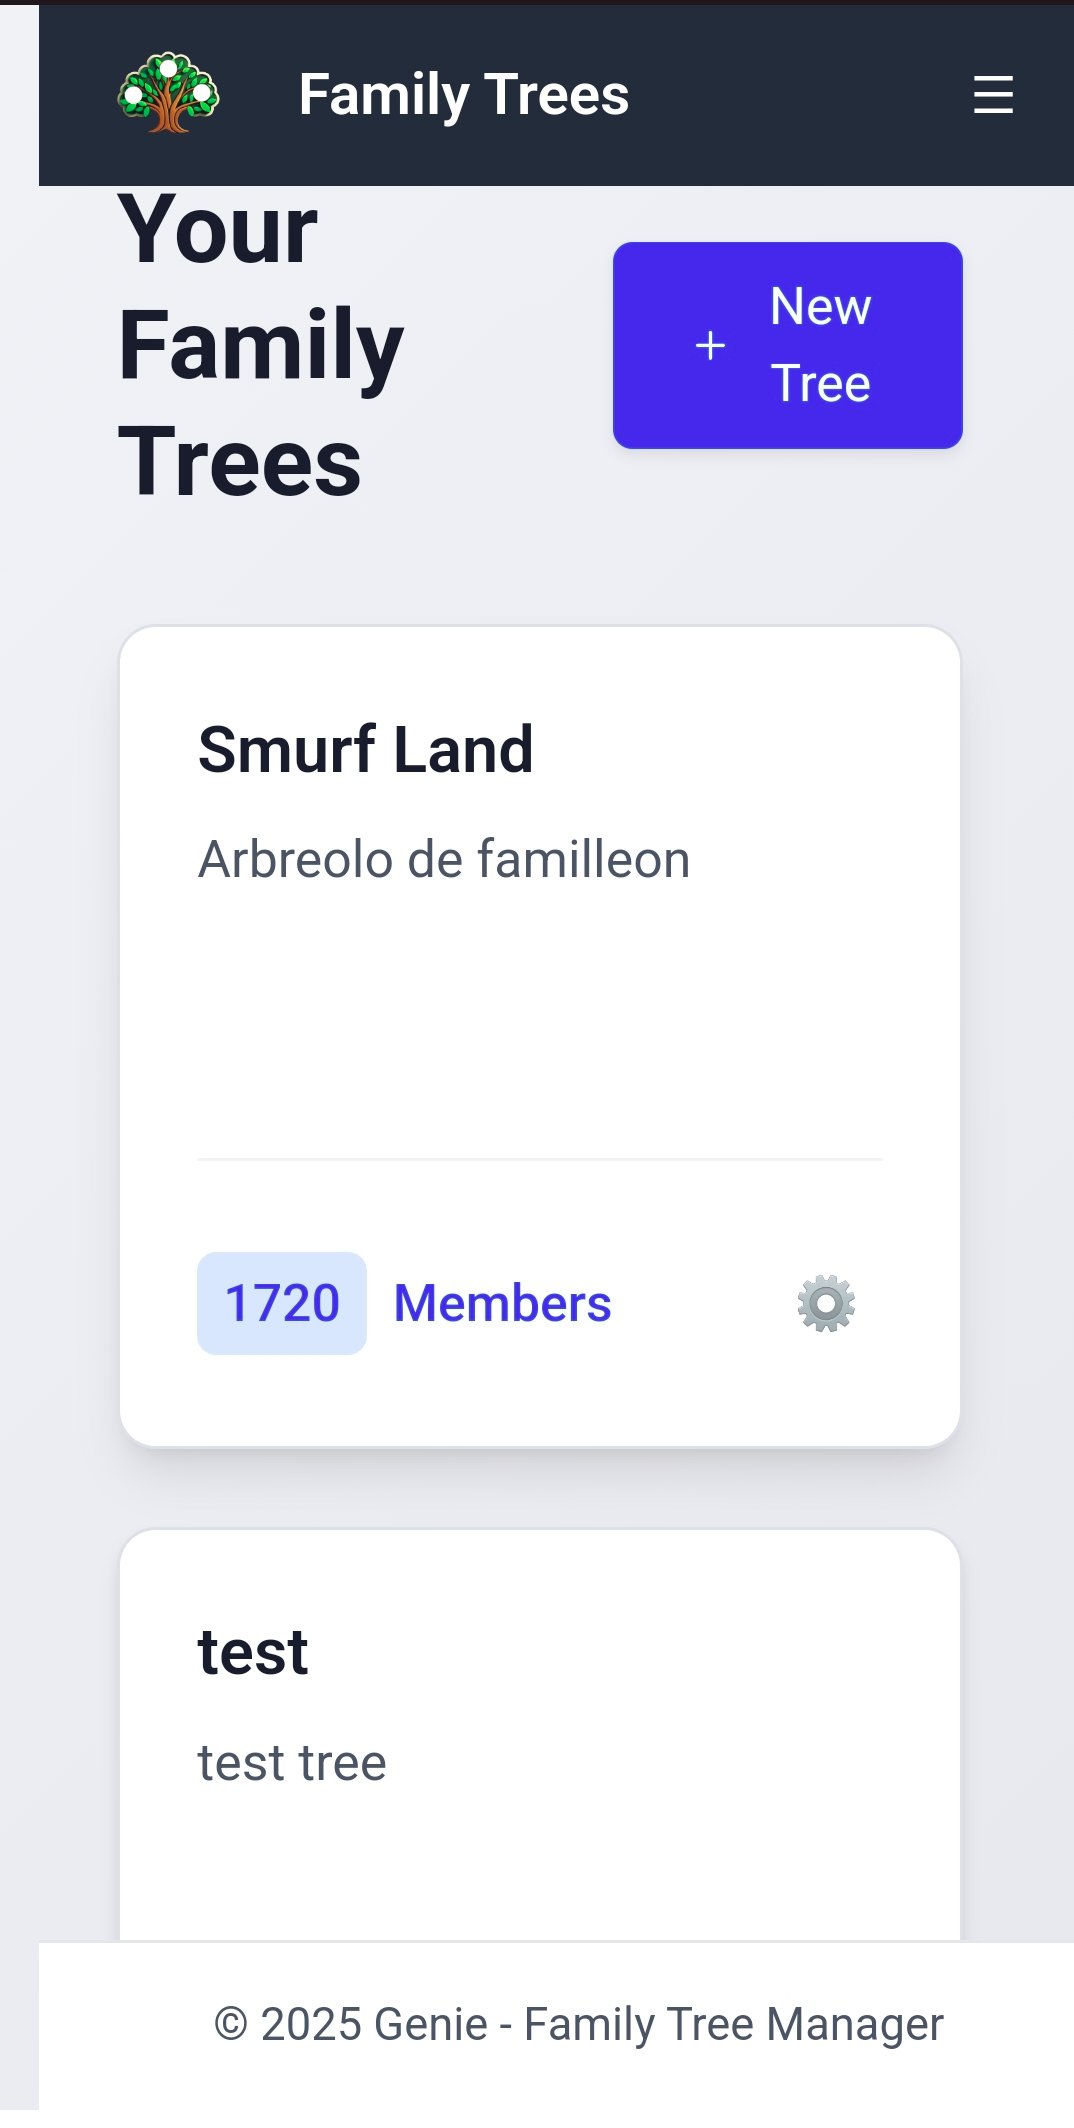 Family Trees
Your
Family
Trees
+ New
Tree
Smurf Land
Arbreolo de familleon
1720 Members
test
test tree
© 2025 Genie - Family Tree Manager